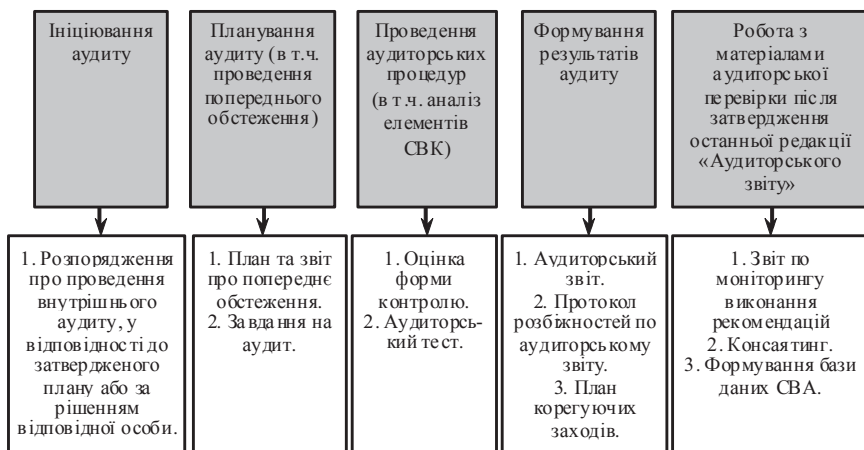 Ініціювання
аудиту
Планування
аудиту (в т.ч.
проведення
попереднього
обстеження)
Проведення
аудиторських
процедур
(в т.ч. аналіз
елементів
СВК)
Формування
результатів
аудиту
Робота з
матеріалами
аудиторської
перевірки після
затвердження
останньої редакції
«Аудиторського
звіту»
1. Розпорядження
про проведення
внутрішнього
аудиту, у
відповідності до
затвердженого
плану або за
рішенням
відповідної особи.
1. План та звіт
про попереднє
обстеження.
2. Завдання на
аудит.
1. Оцінка
форми
контролю.
2. Аудиторсь-
кий тест.
1. Аудиторський
звіт.
2. Протокол
розбіжностей по
аудиторському
звіту.
3. План
корегуючих
заходів.
1. Звіт по
моніторингу
виконання
рекомендацій
2. Консаятинг.
3. Формування бази
даних СВА.